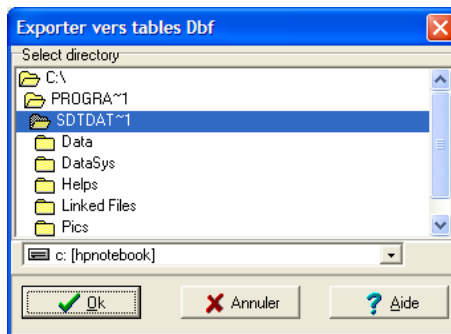 Exporter vers tables Dbf
Select directory
C:\
PROGRA~1
SDTDAT~1
Data
DataSys
Helps
Linked Files
Pics
c: [hpnotebook]
Ok Annuler Aide